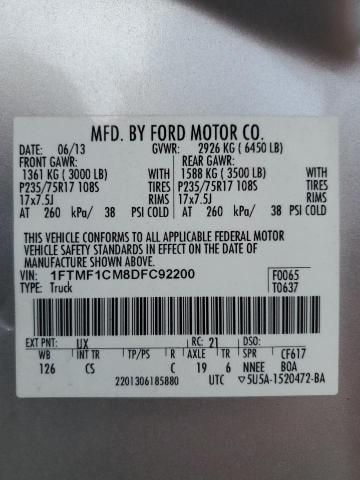 MFD. BY FORD MOTOR CO.
DATE: 06/13 GVWR: 2926 KG ( 6450 LB)
FRONT GAWR: REAR GAWR:
1361 KG ( 3000 LB) WITH 1588 KG ( 3500 LB) WITH
P235/75R17 108S TIRES P235/75R17 108S TIRES
17x7.5J RIMS 17x7.5J RIMS
AT 260 kPa/ 38 PSI COLD AT 260 kPa/ 38 PSI COLD
THIS VEHICLE CONFORMS TO ALL APPLICABLE FEDERAL MOTOR
VEHICLE SAFETY STANDARDS IN EFFECT ON THE DATE OF
MANUFACTURE SHOWN ABOVE.
VIN: 1FTMF1CM8DFC92200 F0065
TYPE: Truck T0637
EXT PNT: UX RC: 21 DSO:
WB INT TR TP/PS R AXLE TR SPR CF617
126 CS C 19 6 NNEE BOA
2201306185880 UTC ▽5U5A-1520472-BA